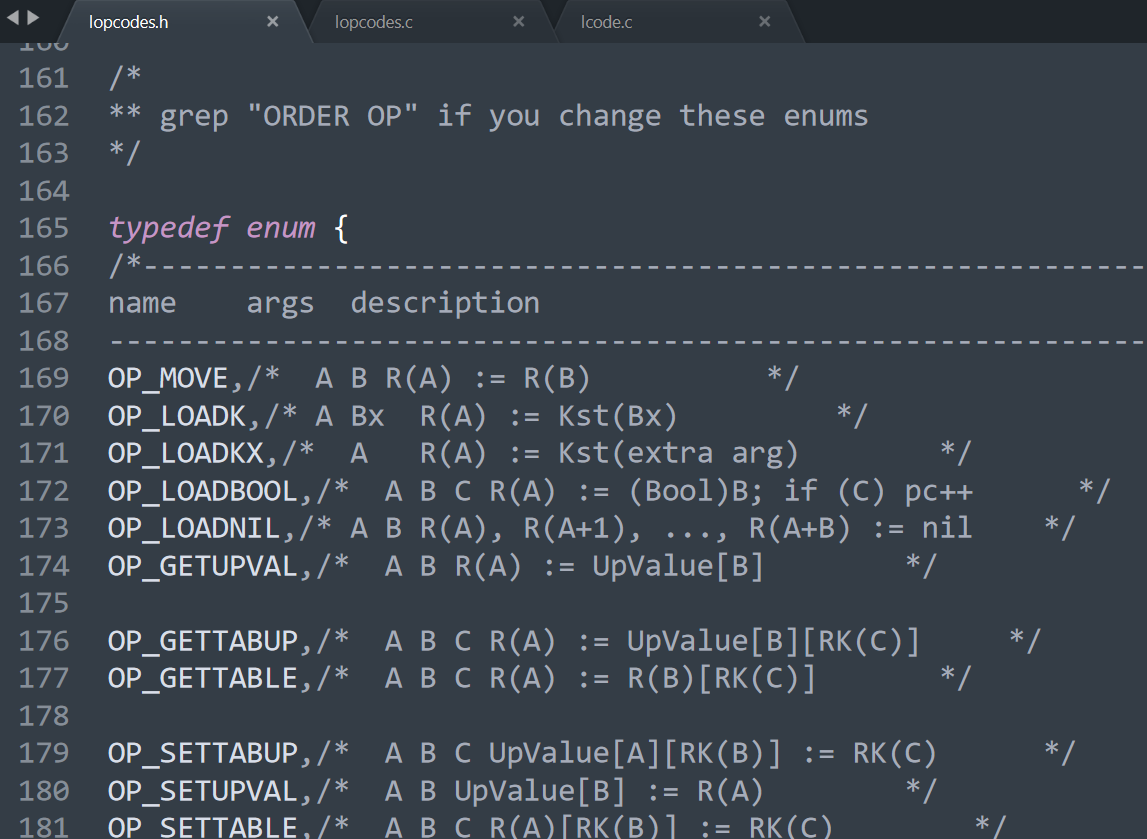 lopcodes.h × lopcodes.c × lcode.c ×
160
161 /*
162 ** grep "ORDER OP" if you change these enums
163 */
164
165 typedef enum {
166 /*------------------------------------------------------------
167 name    args  description
168 ------------------------------------------------------------
169 OP_MOVE,/*  A B R(A) := R(B)          */
170 OP_LOADK,/* A Bx  R(A) := Kst(Bx)         */
171 OP_LOADKX,/*  A   R(A) := Kst(extra arg)        */
172 OP_LOADBOOL,/*  A B C R(A) := (Bool)B; if (C) pc++      */
173 OP_LOADNIL,/* A B R(A), R(A+1), ..., R(A+B) := nil    */
174 OP_GETUPVAL,/*  A B R(A) := UpValue[B]        */
175
176 OP_GETTABUP,/*  A B C R(A) := UpValue[B][RK(C)]     */
177 OP_GETTABLE,/*  A B C R(A) := R(B)[RK(C)]       */
178
179 OP_SETTABUP,/*  A B C UpValue[A][RK(B)] := RK(C)      */
180 OP_SETUPVAL,/*  A B UpValue[B] := R(A)        */
181 OP_SETTABLE,/*  A B C R(A)[RK(B)] := RK(C)        */